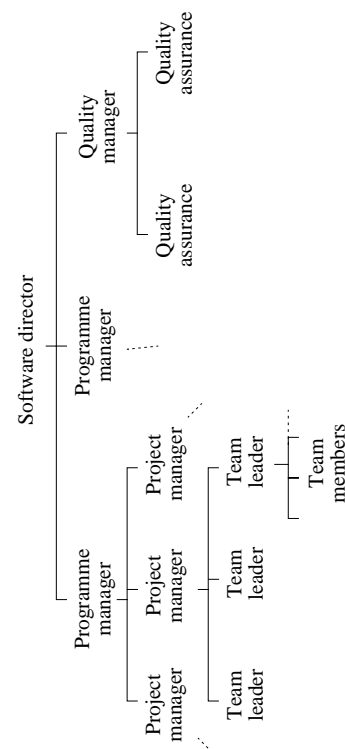 Software director
Programme
manager
Programme
manager
Quality
manager
Project
manager
Project
manager
Project
manager
Quality
assurance
Quality
assurance
Team
leader
Team
leader
Team
leader
Team
members